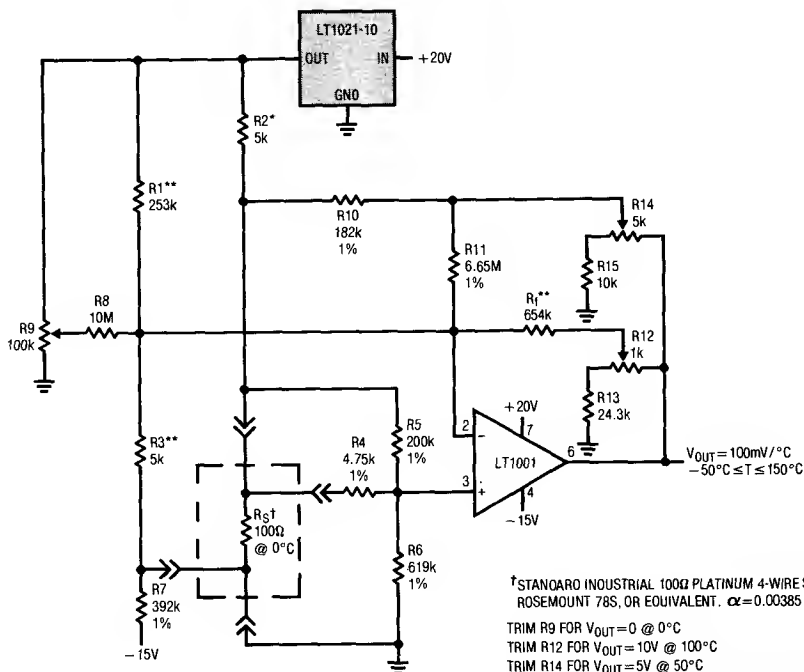 LT1021-10
OUT
IN
+20V
GND
R2*
5k
R1**
253k
R10
182k
1%
R14
5k
R11
6.65M
1%
R15
10k
R8
10M
R9
100k
Rf**
654k
R12
1k
R13
24.3k
R3**
5k
R5
200k
1%
R4
4.75k
1%
+20V
2
−
7
LT1001
6
3
+
4
−15V
VOUT=100mV/°C
−50°C≤T≤150°C
RS†
100Ω
@ 0°C
R6
619k
1%
R7
392k
1%
−15V
†STANDARD INDUSTRIAL 100Ω PLATINUM 4-WIRE S
ROSEMOUNT 78S, OR EQUIVALENT. α=0.00385
TRIM R9 FOR VOUT=0 @ 0°C
TRIM R12 FOR VOUT=10V @ 100°C
TRIM R14 FOR VOUT=5V @ 50°C